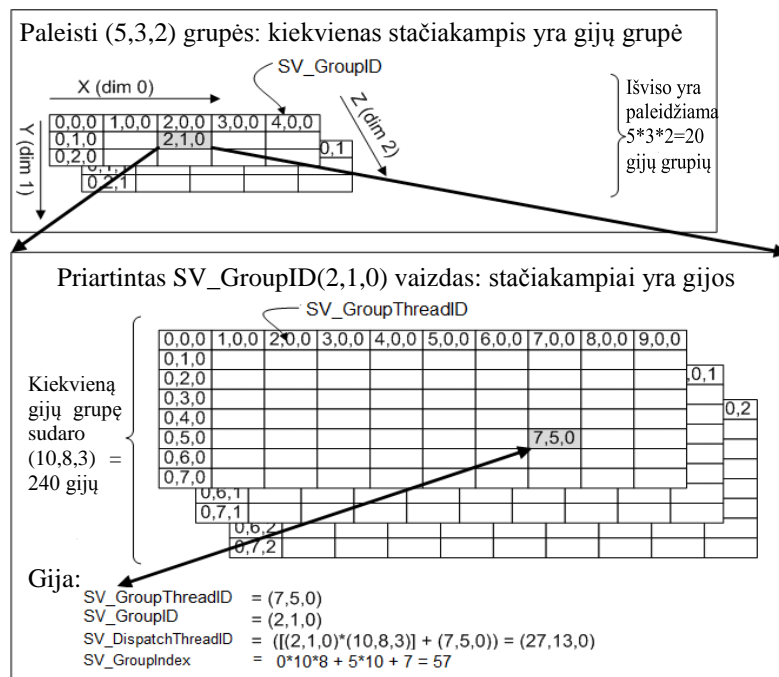 Paleisti (5,3,2) grupės: kiekvienas stačiakampis yra gijų grupė
SV_GroupID
X (dim 0)
Y (dim 1)
Z (dim 2)
0,0,0 1,0,0 2,0,0 3,0,0 4,0,0
0,1,0 2,1,0
0,2,0
0,1
0,2,1
Išviso yra
paleidžiama
5*3*2=20
gijų grupių
Priartintas SV_GroupID(2,1,0) vaizdas: stačiakampiai yra gijos
SV_GroupThreadID
0,0,0 1,0,0 2,0,0 3,0,0 4,0,0 5,0,0 6,0,0 7,0,0 8,0,0 9,0,0
0,1,0
0,2,0
0,3,0
0,4,0
0,5,0 7,5,0
0,6,0
0,7,0
,0,1
0,6,1
0,7,1
0,2
0,6,2
0,7,2
Kiekvieną
gijų grupę
sudaro
(10,8,3) =
240 gijų
Gija:
SV_GroupThreadID = (7,5,0)
SV_GroupID = (2,1,0)
SV_DispatchThreadID = ([(2,1,0)*(10,8,3)] + (7,5,0)) = (27,13,0)
SV_GroupIndex = 0*10*8 + 5*10 + 7 = 57